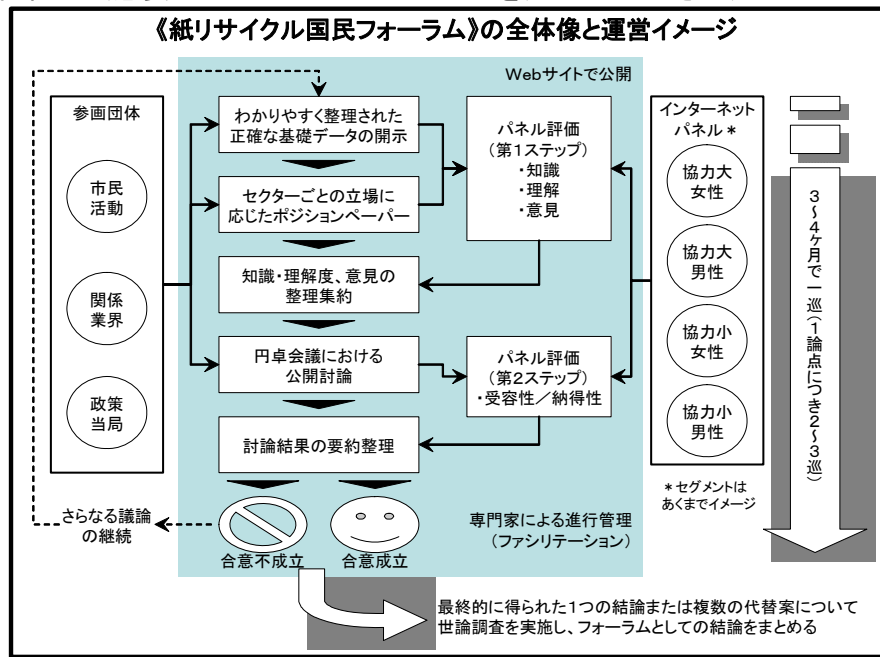 《紙リサイクル国民フォーラム》の全体像と運営イメージ
Webサイトで公開
参画団体
市民
活動
関係
業界
政策
当局
わかりやすく整理された
正確な基礎データの開示
セクターごとの立場に
応じたポジションペーパー
知識・理解度、意見の
整理集約
円卓会議における
公開討論
討論結果の要約整理
合意不成立
合意成立
さらなる議論
の継続
パネル評価
(第1ステップ)
・知識
・理解
・意見
パネル評価
(第2ステップ)
・受容性/納得性
専門家による進行管理
(ファシリテーション)
インターネット
パネル*
協力大
女性
協力大
男性
協力小
女性
協力小
男性
*セグメントは
あくまでイメージ
3~4ヶ月で一巡(1論点につき2~3巡)
最終的に得られた1つの結論または複数の代替案について
世論調査を実施し、フォーラムとしての結論をまとめる